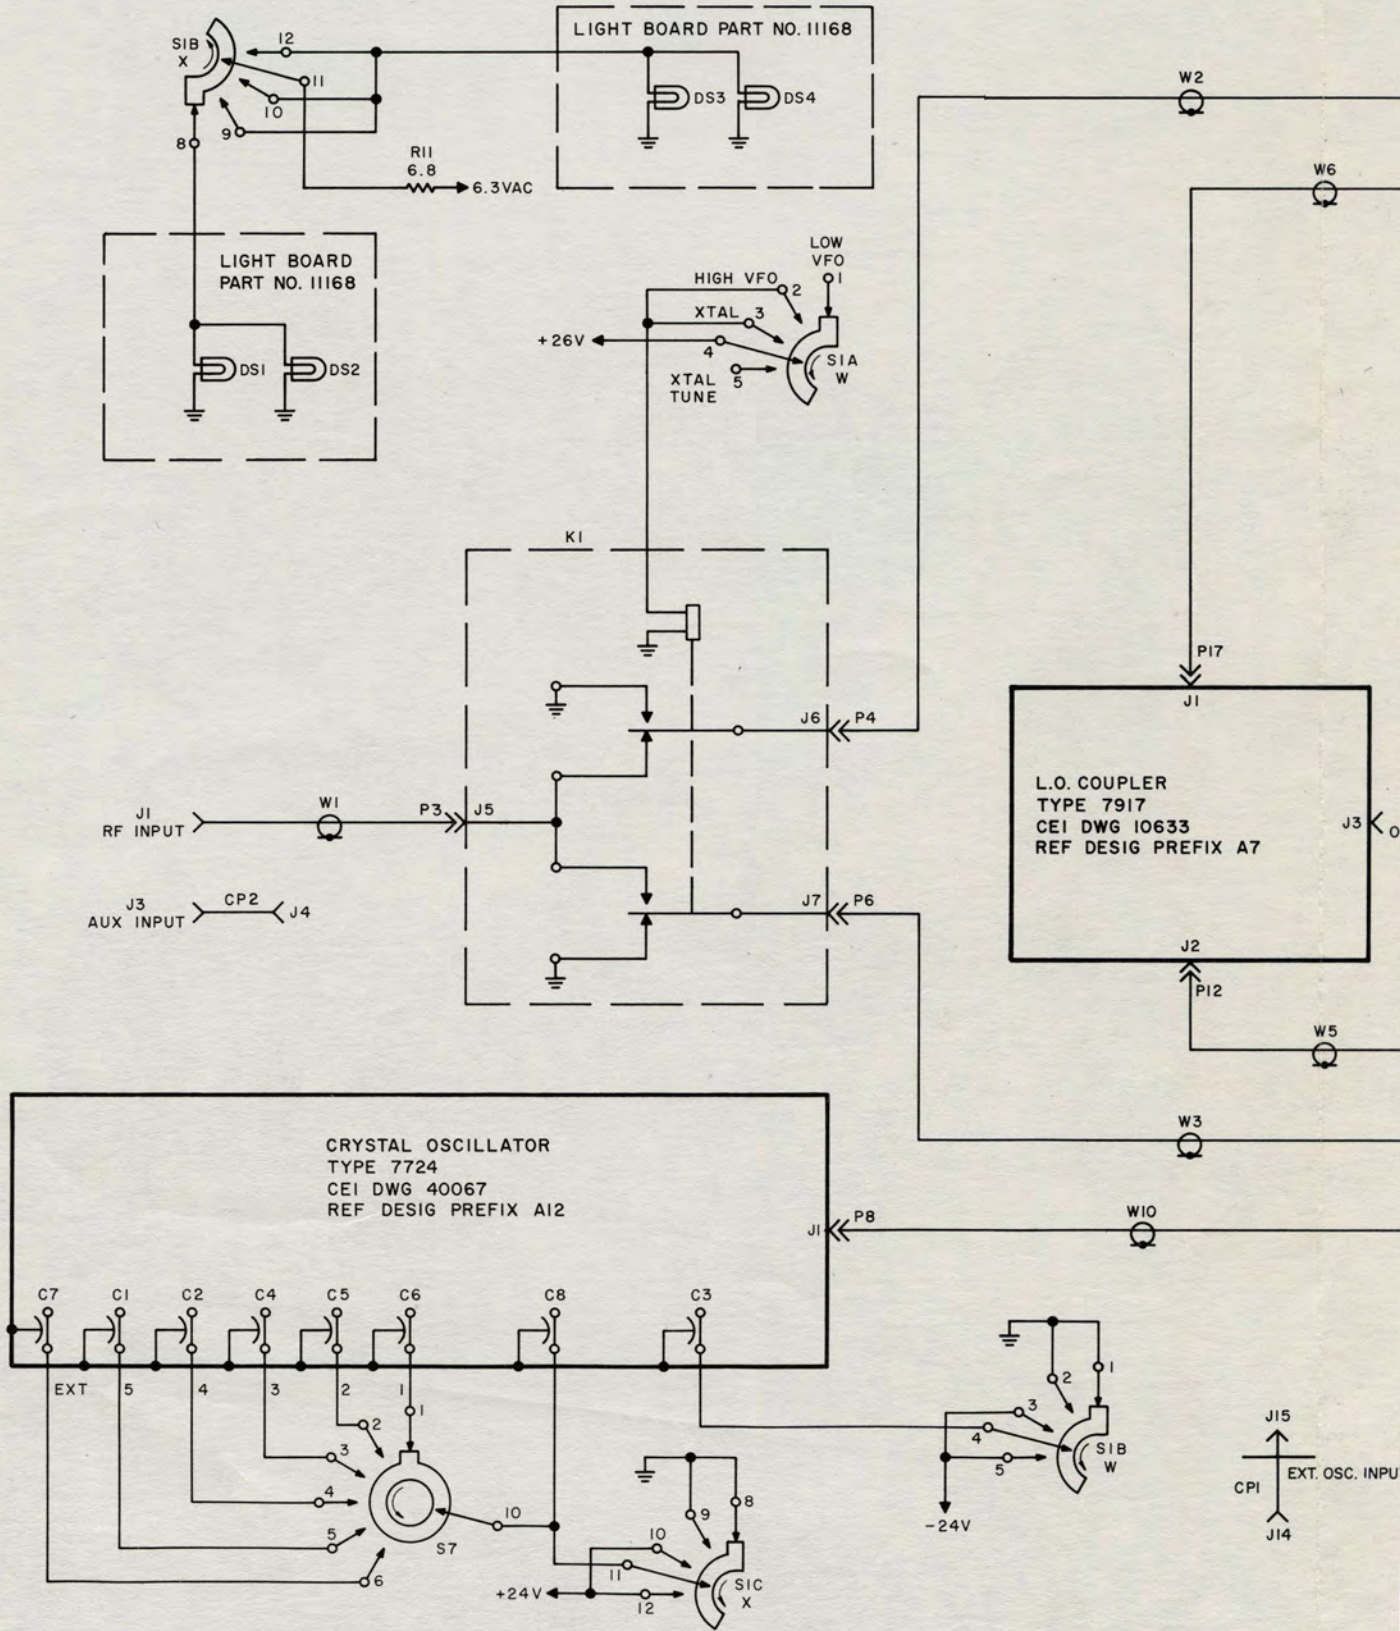 LIGHT BOARD PART NO. 11168
S1B
X
12
11
10
9
8
DS3
DS4
R11
6.8
6.3VAC
W2
W6
LIGHT BOARD
PART NO. 11168
DS1
DS2
LOW
VFO
1
HIGH VFO
2
XTAL
3
+26V
4
XTAL
TUNE
5
S1A
W
K1
P17
J1
J6
P4
L.O. COUPLER
TYPE 7917
CEI DWG 10633
REF DESIG PREFIX A7
J3
J1
RF INPUT
W1
P3
J5
J3
AUX INPUT
CP2
J4
J7
P6
J2
P12
W5
W3
CRYSTAL OSCILLATOR
TYPE 7724
CEI DWG 40067
REF DESIG PREFIX A12
J1
P8
W10
C7
C1
C2
C4
C5
C6
C8
C3
EXT
5
4
3
2
1
1
2
3
4
5
6
10
S7
1
2
3
4
5
S1B
W
-24V
8
9
10
11
12
+24V
S1C
X
J15
CP1
EXT. OSC. INPU
J14